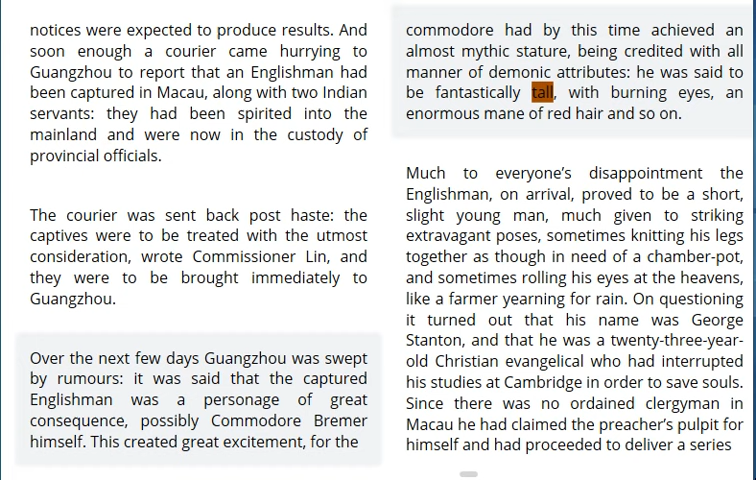 notices were expected to produce results. And
soon enough a courier came hurrying to
Guangzhou to report that an Englishman had
been captured in Macau, along with two Indian
servants: they had been spirited into the
mainland and were now in the custody of
provincial officials.
The courier was sent back post haste: the
captives were to be treated with the utmost
consideration, wrote Commissioner Lin, and
they were to be brought immediately to
Guangzhou.
Over the next few days Guangzhou was swept
by rumours: it was said that the captured
Englishman was a personage of great
consequence, possibly Commodore Bremer
himself. This created great excitement, for the
commodore had by this time achieved an
almost mythic stature, being credited with all
manner of demonic attributes: he was said to
be fantastically tall, with burning eyes, an
enormous mane of red hair and so on.
Much to everyone’s disappointment the
Englishman, on arrival, proved to be a short,
slight young man, much given to striking
extravagant poses, sometimes knitting his legs
together as though in need of a chamber-pot,
and sometimes rolling his eyes at the heavens,
like a farmer yearning for rain. On questioning
it turned out that his name was George
Stanton, and that he was a twenty-three-year-
old Christian evangelical who had interrupted
his studies at Cambridge in order to save souls.
Since there was no ordained clergyman in
Macau he had claimed the preacher’s pulpit for
himself and had proceeded to deliver a series